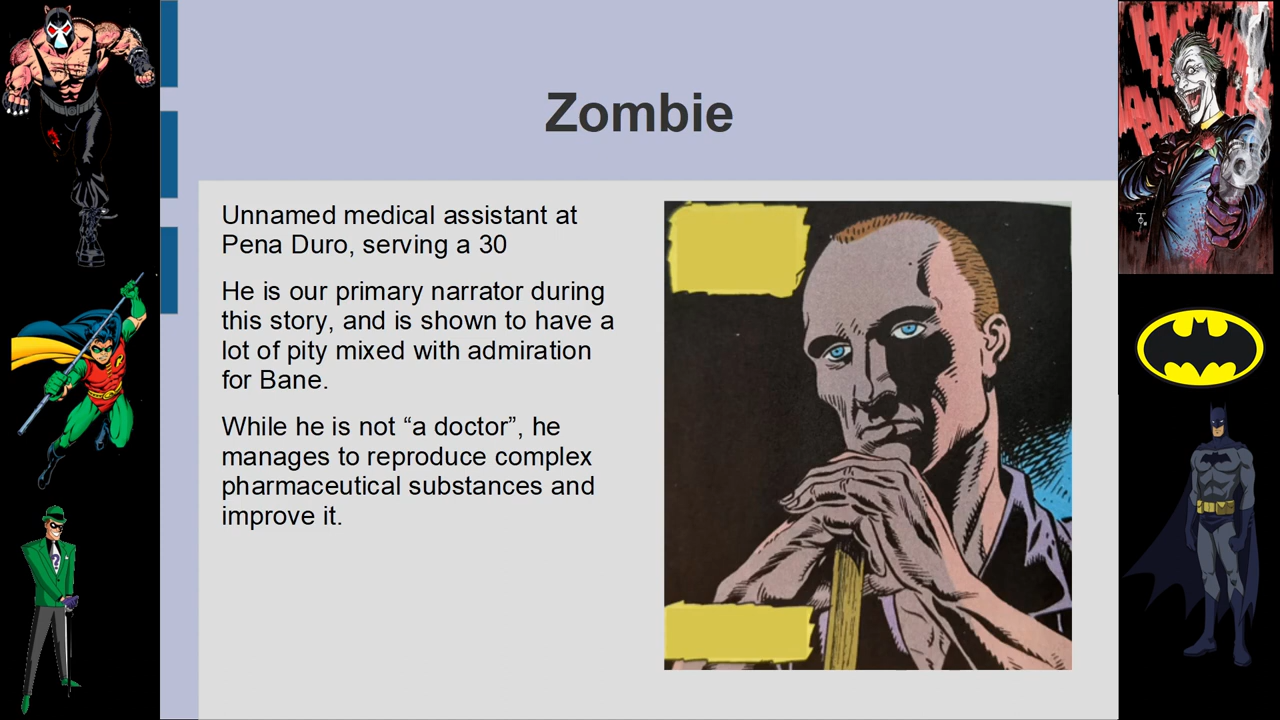 Zombie
Unnamed medical assistant at
Pena Duro, serving a 30
He is our primary narrator during
this story, and is shown to have a
lot of pity mixed with admiration
for Bane.
While he is not “a doctor”, he
manages to reproduce complex
pharmaceutical substances and
improve it.